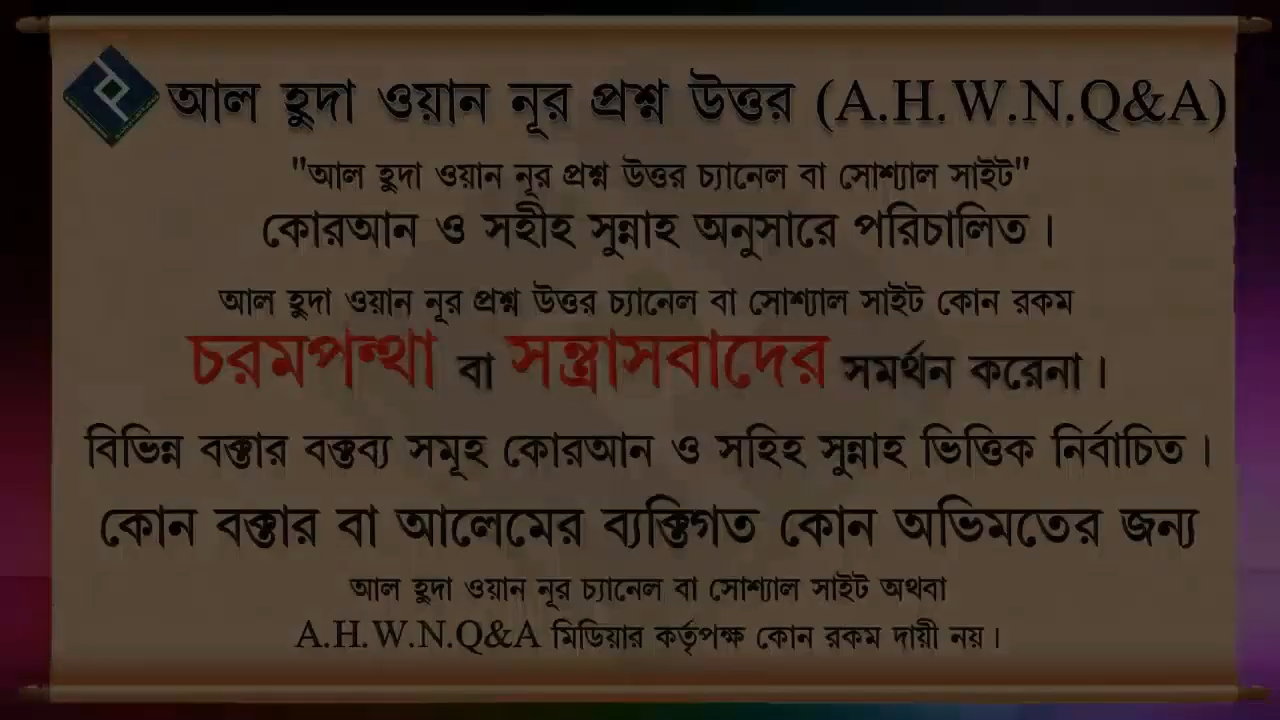 আল হুদা ওয়ান নূর প্রশ্ন উত্তর (A.H.W.N.Q&A)
"আল হুদা ওয়ান নূর প্রশ্ন উত্তর চ্যানেল বা সোশ্যাল সাইট"
কোরআন ও সহীহ সুন্নাহ অনুসারে পরিচালিত।
আল হুদা ওয়ান নূর প্রশ্ন উত্তর চ্যানেল বা সোশ্যাল সাইট কোন রকম
চরমপন্থা বা সন্ত্রাসবাদের সমর্থন করেনা।
বিভিন্ন বক্তার বক্তব্য সমূহ কোরআন ও সহিহ সুন্নাহ ভিত্তিক নির্বাচিত।
কোন বক্তার বা আলেমের ব্যক্তিগত কোন অভিমতের জন্য
আল হুদা ওয়ান নূর চ্যানেল বা সোশ্যাল সাইট অথবা
A.H.W.N.Q&A মিডিয়ার কর্তৃপক্ষ কোন রকম দায়ী নয়।